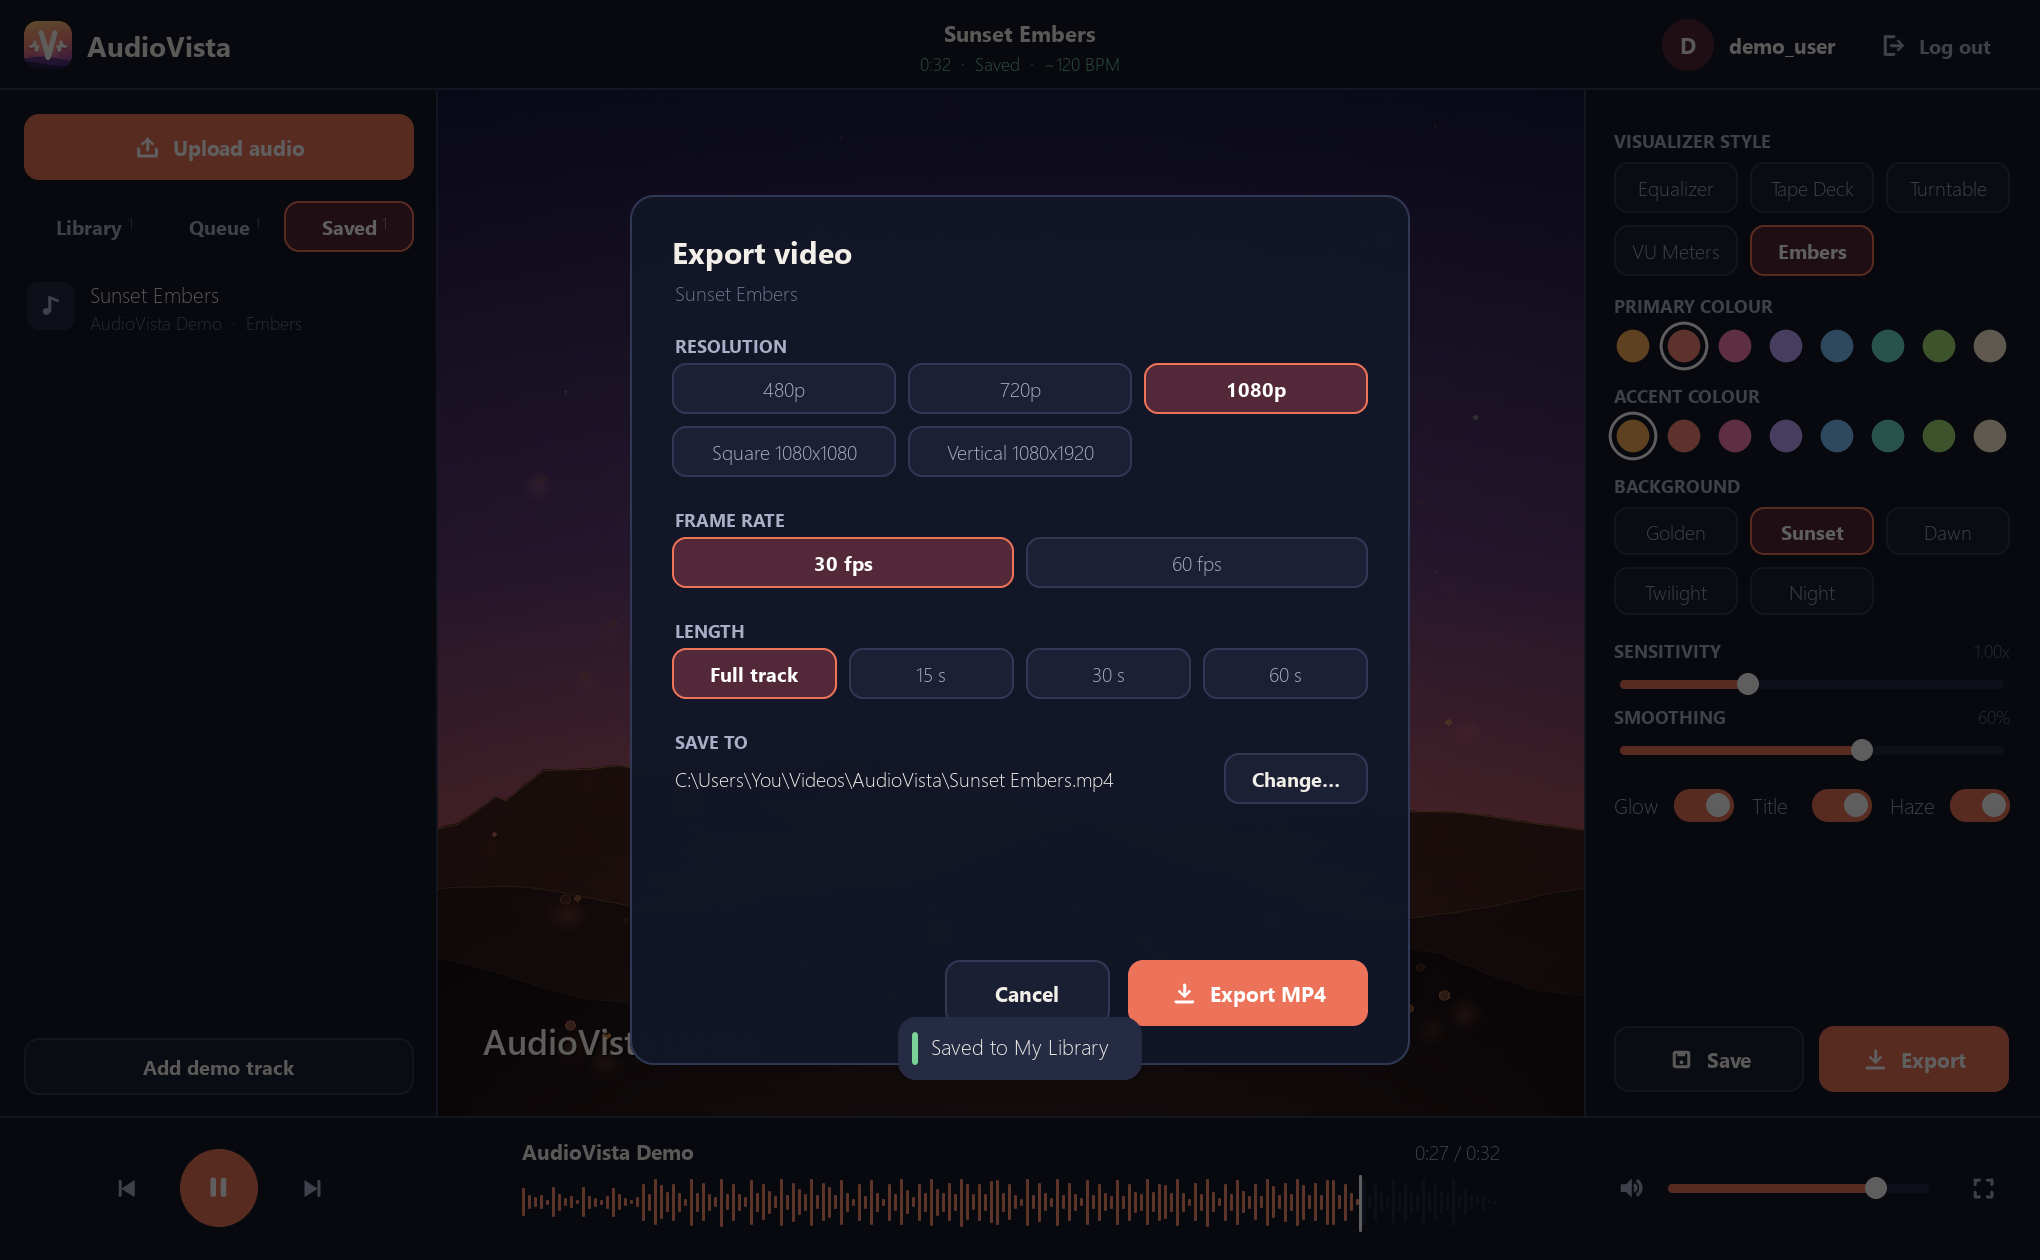 AudioVista
Sunset Embers
0:32 · Saved · ~120 BPM
D demo_user
Log out
Upload audio
Library 1
Queue 1
Saved 1
Sunset Embers
AudioVista Demo · Embers
Add demo track
Export video
Sunset Embers
RESOLUTION
480p
720p
1080p
Square 1080x1080
Vertical 1080x1920
FRAME RATE
30 fps
60 fps
LENGTH
Full track
15 s
30 s
60 s
SAVE TO
C:\Users\You\Videos\AudioVista\Sunset Embers.mp4
Change...
Cancel
Export MP4
Saved to My Library
VISUALIZER STYLE
Equalizer
Tape Deck
Turntable
VU Meters
Embers
PRIMARY COLOUR
ACCENT COLOUR
BACKGROUND
Golden
Sunset
Dawn
Twilight
Night
SENSITIVITY
1.00x
SMOOTHING
60%
Glow
Title
Haze
Save
Export
AudioVista Demo
0:27 / 0:32